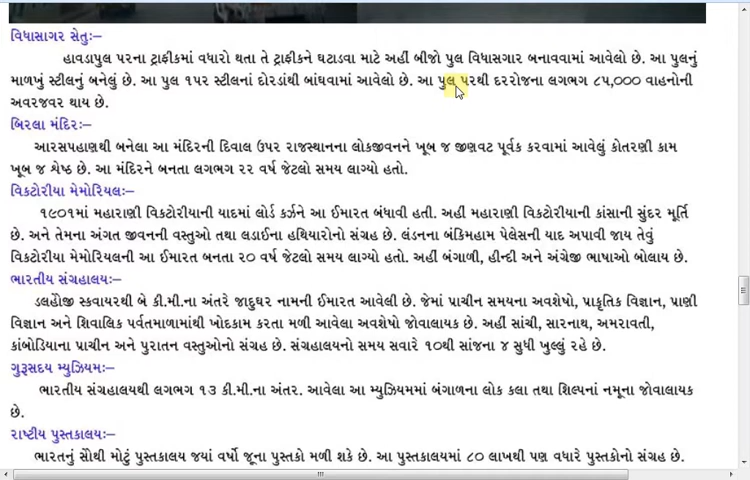 વિધાસાગર સેતુઃ–
હાવડાપુલ પરના ટ્રાફીકમાં વધારો થતા તે ટ્રાફીકને ઘટાડવા માટે અહીં બીજો પુલ વિધાસાગર બનાવવામાં આવેલો છે. આ પુલનું
માળખું સ્ટીલનું બનેલું છે. આ પુલ ૧૫ર સ્ટીલનાં દોરડાંથી બાંધવામાં આવેલો છે. આ પુલ પરથી દરરોજના લગભગ ૮૫,૦૦૦ વાહનોની
અવરજવર થાય છે.
બિરલા મંદિરઃ–
આરસપહાણથી બનેલા આ મંદિરની દિવાલ ઉપર રાજસ્થાનના લોકજીવનને ખૂબ જ જીણવટ પૂર્વક કરવામાં આવેલું કોતરણી કામ
ખૂબ જ શ્રેષ્ઠ છે. આ મંદિરને બનતા લગભગ રર વર્ષ જેટલો સમય લાગ્યો હતો.
વિકટોરીયા મેમોરિયલઃ–
૧૯૦૧માં મહારાણી વિકટોરીયાની યાદમાં લોર્ડ કર્ઝને આ ઈમારત બંધાવી હતી. અહીં મહારાણી વિકટોરીયાની કાંસાની સુંદર મૂર્તિ
છે. અને તેમના અંગત જીવનની વસ્તુઓ તથા લડાઈના હથિયારોનો સંગ્રહ છે. લંડનના બંકિમહામ પેલેસની યાદ અપાવી જાય તેવું
વિકટોરીયા મેમોરિયલની આ ઈમારત બનતા ર૦ વર્ષ જેટલો સમય લાગ્યો હતો. અહીં બંગાળી, હીન્દી અને અંગ્રેજી ભાષાઓ બોલાય છે.
ભારતીય સંગ્રહાલયઃ–
ડલહૌજી સ્કવાયરથી બે કી.મી.ના અંતરે જાદુઘર નામની ઈમારત આવેલી છે. જેમાં પ્રાચીન સમયના અવશેષો, પ્રાકૃતિક વિજ્ઞાન, પ્રાણી
વિજ્ઞાન અને શિવાલિક પર્વતમાળામાંથી ખોદકામ કરતા મળી આવેલા અવશેષો જોવાલાયક છે. અહીં સાંચી, સારનાથ, અમરાવતી,
કાંબોડિયાના પ્રાચીન અને પુરાતન વસ્તુઓનો સંગ્રહ છે. સંગ્રહાલયનો સમય સવારે ૧૦થી સાંજના ૪ સુધી ખુલ્લું રહે છે.
ગુરૂસદય મ્યુઝિયમઃ–
ભારતીય સંગ્રહાલયથી લગભગ ૧૩ કી.મી.ના અંતર. આવેલા આ મ્યુઝિયમમાં બંગાળના લોક કલા તથા શિલ્પનાં નમૂના જોવાલાયક
છે.
રાષ્ટીય પુસ્તકાલયઃ–
ભારતનું સૌથી મોટું પુસ્તકાલય જયાં વર્ષો જૂના પુસ્તકો મળી શકે છે. આ પુસ્તકાલયમાં ૮૦ લાખથી પણ વધારે પુસ્તકોનો સંગ્રહ છે.